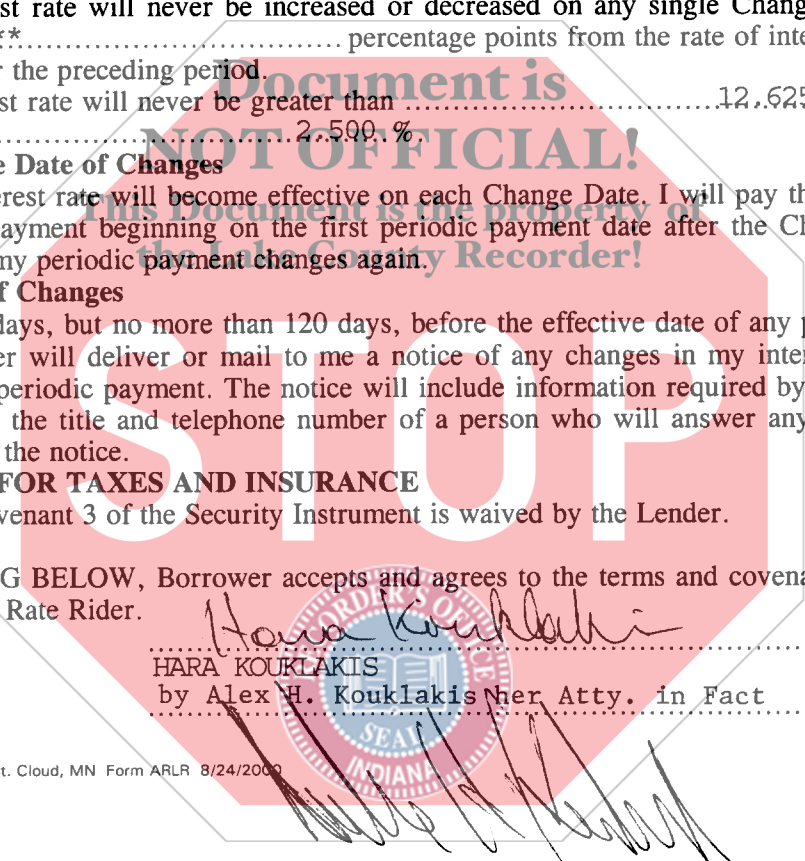 st rate will never be increased or decreased on any single Chang
** percentage points from the rate of inte
r the preceding period.
Document is
st rate will never be greater than 12.625
NOT OFFICIAL!
2.500 %.
e Date of Changes
erest rate will become effective on each Change Date. I will pay th
This Document is the property of
ayment beginning on the first periodic payment date after the Ch
the Lake County Recorder!
my periodic payment changes again.
f Changes
days, but no more than 120 days, before the effective date of any p
er will deliver or mail to me a notice of any changes in my inter
periodic payment. The notice will include information required by
the title and telephone number of a person who will answer any
the notice.
STOP
FOR TAXES AND INSURANCE
venant 3 of the Security Instrument is waived by the Lender.
G BELOW, Borrower accepts and agrees to the terms and covena
Rate Rider.
Hara Kouklakis
HARA KOUKLAKIS
by Alex H. Kouklakis her Atty. in Fact
RECORDER'S OFFICE
SEAL
INDIANA
t. Cloud, MN Form ARLR 8/24/2000